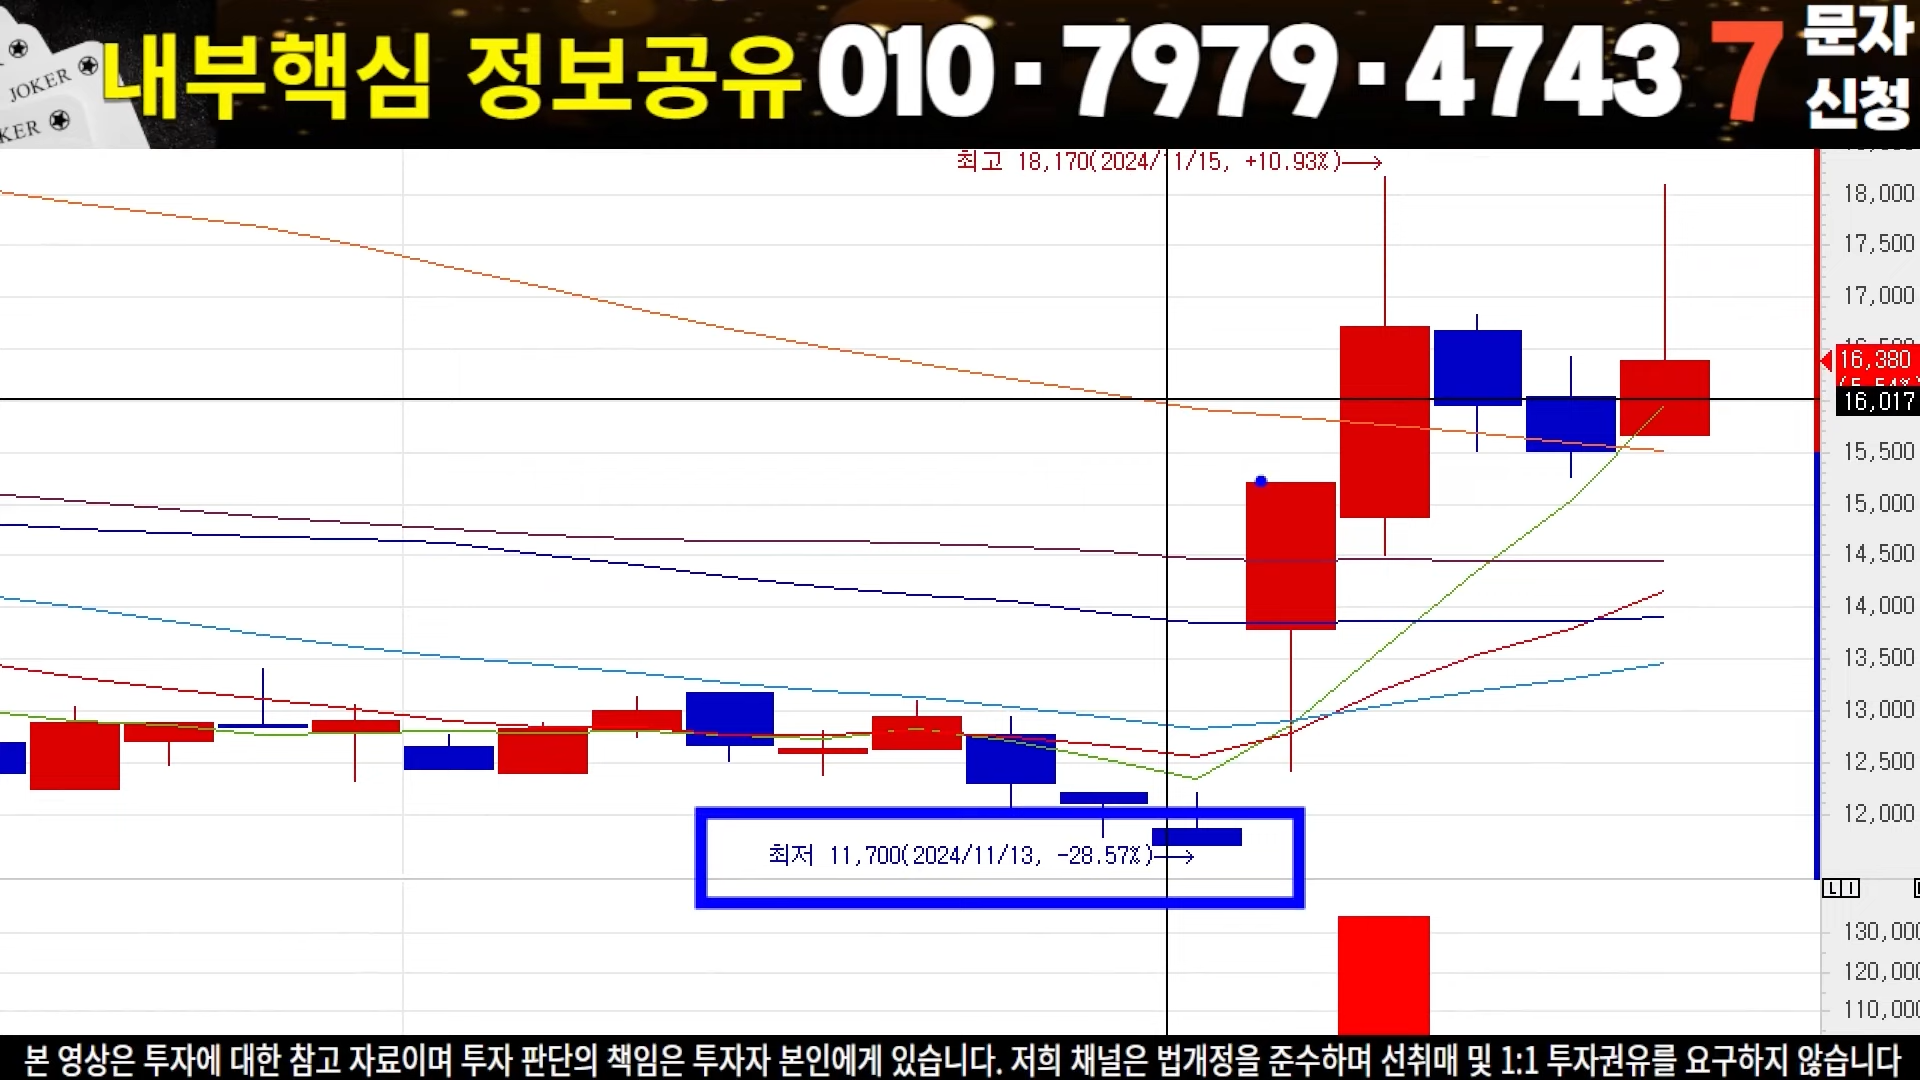 JOKER
KER
내부핵심 정보공유 010·7979·4743 7 문자
신청
최고 18,170(2024/11/15, +10.93%)
18,000
17,500
17,000
16,380
16,017
15,500
15,000
14,500
14,000
13,500
13,000
12,500
12,000
최저 11,700(2024/11/13, -28.57%)
L I
130,000
120,000
110,000
본 영상은 투자에 대한 참고 자료이며 투자 판단의 책임은 투자자 본인에게 있습니다. 저희 채널은 법개정을 준수하며 선취매 및 1:1 투자권유를 요구하지 않습니다